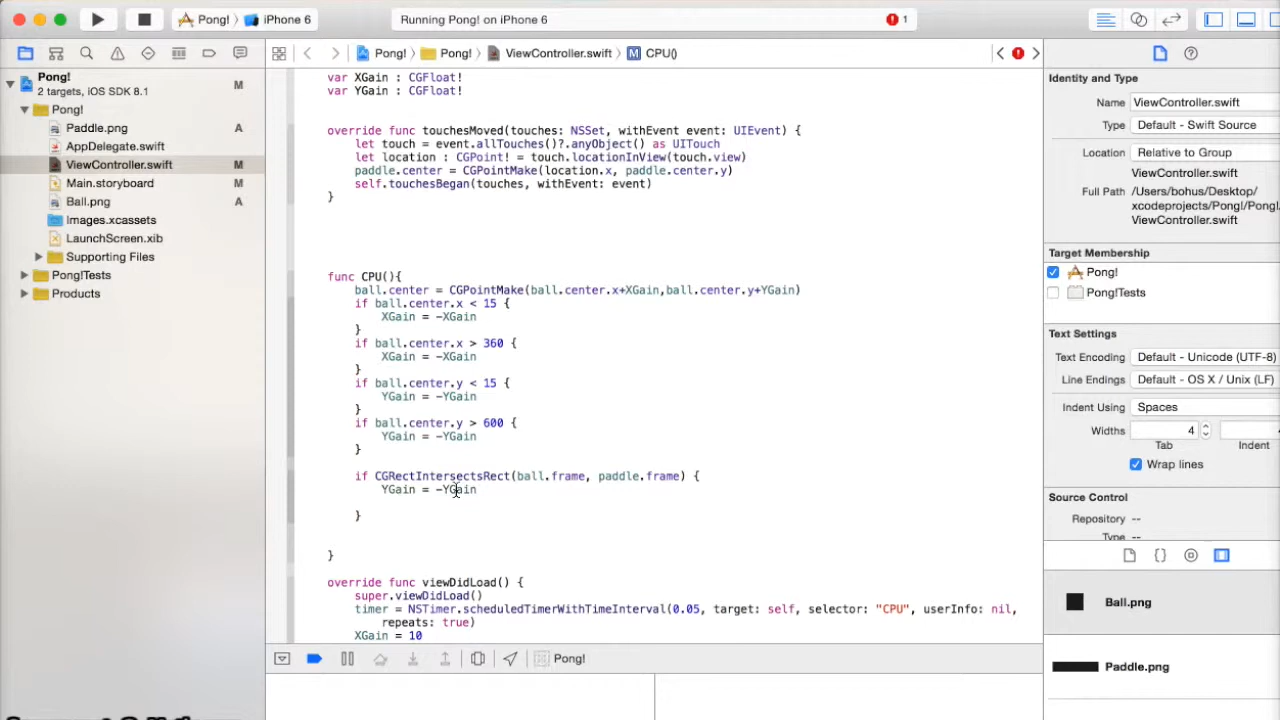 Pong! iPhone 6
Running Pong! on iPhone 6
1
Pong!
2 targets, iOS SDK 8.1
M
Pong!
Paddle.png A
AppDelegate.swift
ViewController.swift M
Main.storyboard M
Ball.png A
Images.xcassets
LaunchScreen.xib
Supporting Files
Pong!Tests
Products
Pong! Pong! ViewController.swift M CPU()
var XGain : CGFloat!
var YGain : CGFloat!
override func touchesMoved(touches: NSSet, withEvent event: UIEvent) {
let touch = event.allTouches()?.anyObject() as UITouch
let location : CGPoint! = touch.locationInView(touch.view)
paddle.center = CGPointMake(location.x, paddle.center.y)
self.touchesBegan(touches, withEvent: event)
}
func CPU(){
ball.center = CGPointMake(ball.center.x+XGain,ball.center.y+YGain)
if ball.center.x < 15 {
XGain = -XGain
}
if ball.center.x > 360 {
XGain = -XGain
}
if ball.center.y < 15 {
YGain = -YGain
}
if ball.center.y > 600 {
YGain = -YGain
}
if CGRectIntersectsRect(ball.frame, paddle.frame) {
YGain = -YGain
}
}
override func viewDidLoad() {
super.viewDidLoad()
timer = NSTimer.scheduledTimerWithTimeInterval(0.05, target: self, selector: "CPU", userInfo: nil,
repeats: true)
XGain = 10
Pong!
Identity and Type
Name ViewController.swift
Type Default - Swift Source
Location Relative to Group
ViewController.swift
Full Path /Users/bohus/Desktop/
xcodeprojects/Pong!/Pong!
ViewController.swift
Target Membership
Pong!
Pong!Tests
Text Settings
Text Encoding Default - Unicode (UTF-8)
Line Endings Default - OS X / Unix (LF)
Indent Using Spaces
Widths 4
Tab Indent
Wrap lines
Source Control
Repository --
Type --
Ball.png
Paddle.png